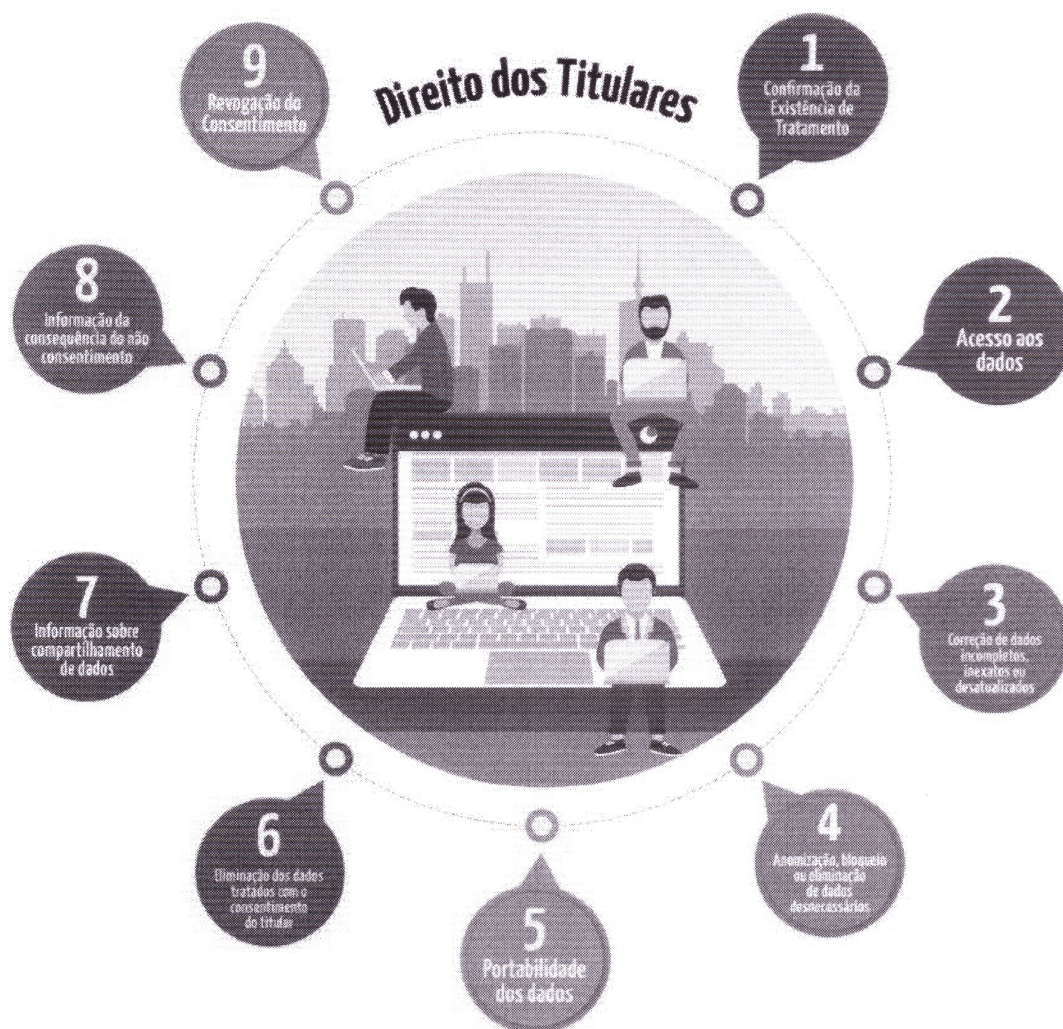 Direito dos Titulares
1
Confirmação da
Existência de
Tratamento
2
Acesso aos
dados
3
Correção de dados
incompletos,
inexatos ou
desatualizados
4
Anomização, bloqueio
ou eliminação
de dados
desnecessários
5
Portabilidade
dos dados
6
Eliminação dos dados
tratados com o
consentimento
do titular
7
Informação sobre
compartilhamento
de dados
8
Informação da
consequência do não
consentimento
9
Revogação do
Consentimento